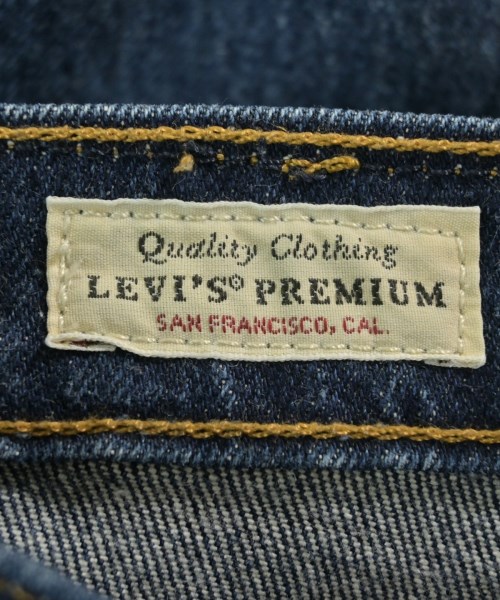 Quality Clothing
LEVI'S® PREMIUM
SAN FRANCISCO, CAL.